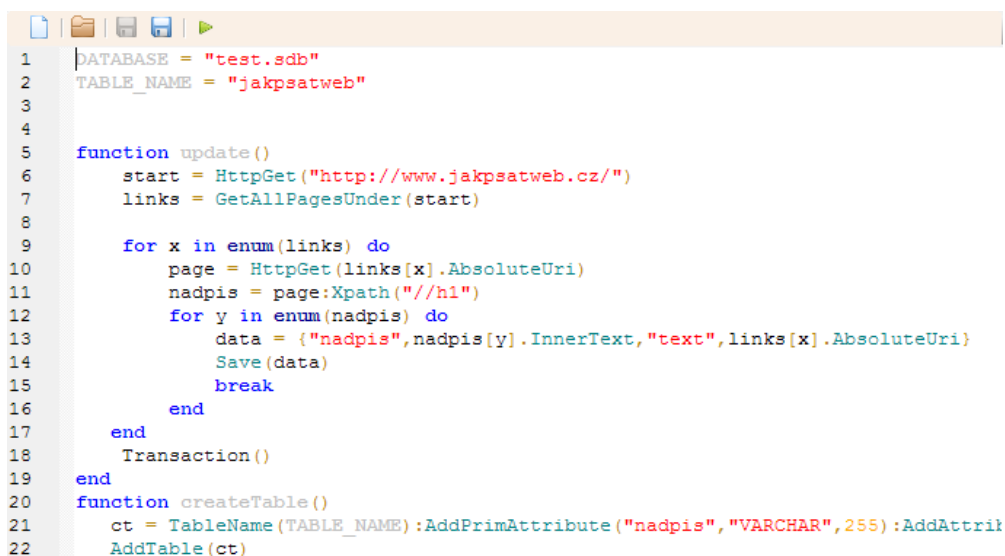 1 DATABASE = "test.sdb"
2 TABLE_NAME = "jakpsatweb"
3
4
5 function update()
6 start = HttpGet("http://www.jakpsatweb.cz/")
7 links = GetAllPagesUnder(start)
8
9 for x in enum(links) do
10 page = HttpGet(links[x].AbsoluteUri)
11 nadpis = page:Xpath("//h1")
12 for y in enum(nadpis) do
13 data = {"nadpis",nadpis[y].InnerText,"text",links[x].AbsoluteUri}
14 Save(data)
15 break
16 end
17 end
18 Transaction()
19 end
20 function createTable()
21 ct = TableName(TABLE_NAME):AddPrimAttribute("nadpis","VARCHAR",255):AddAttrib
22 AddTable(ct)